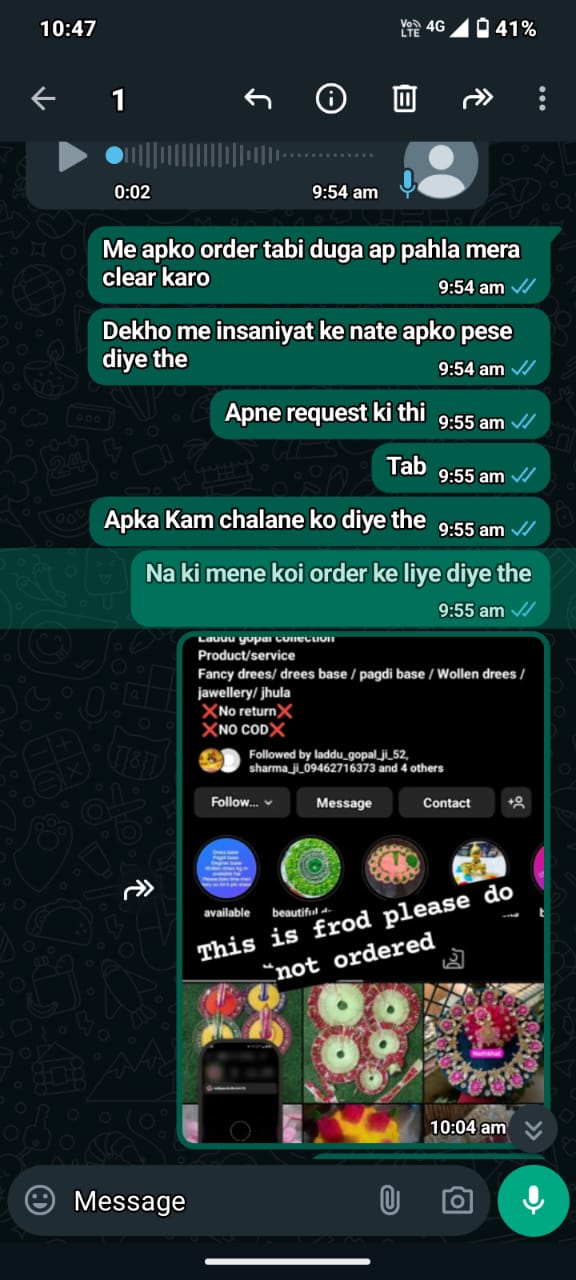 10:47
Vo)) LTE 4G 41%
1
0:02 9:54 am
Me apko order tabi duga ap pahla mera
clear karo
9:54 am
Dekho me insaniyat ke nate apko pese
diye the
9:54 am
Apne request ki thi 9:55 am
Tab 9:55 am
Apka Kam chalane ko diye the 9:55 am
Na ki mene koi order ke liye diye the
9:55 am
Laddu gopal collection
Product/service
Fancy drees/ drees base / pagdi base / Wollen drees /
jawellery/ jhula
❌No return❌
❌NO COD❌
Followed by laddu_gopal_ji_52,
sharma_ji_09462716373 and 4 others
Follow... Message Contact
available beautiful
This is frod please do
not ordered
10:04 am
Message